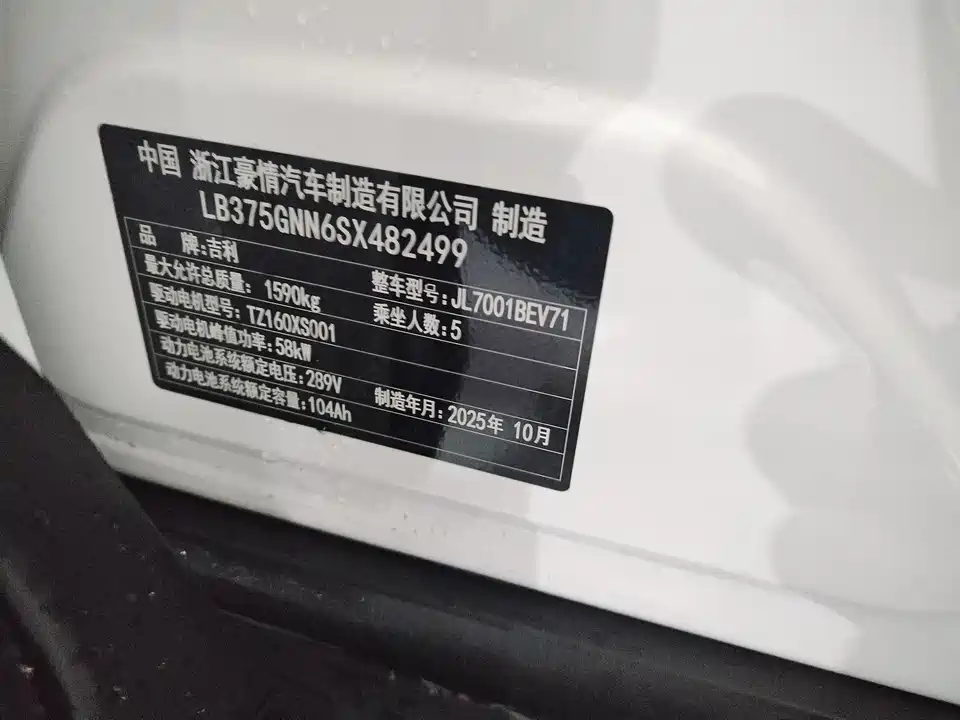 中国 浙江豪情汽车制造有限公司 制造
LB375GNN6SX482499
品 牌:吉利 整车型号:JL7001BEV71
最大允许总质量: 1590kg 乘坐人数:5
驱动电机型号: TZ160XS001
驱动电机峰值功率:58kW
动力电池系统额定电压:289V 制造年月:2025年 10月
动力电池系统额定容量:104Ah